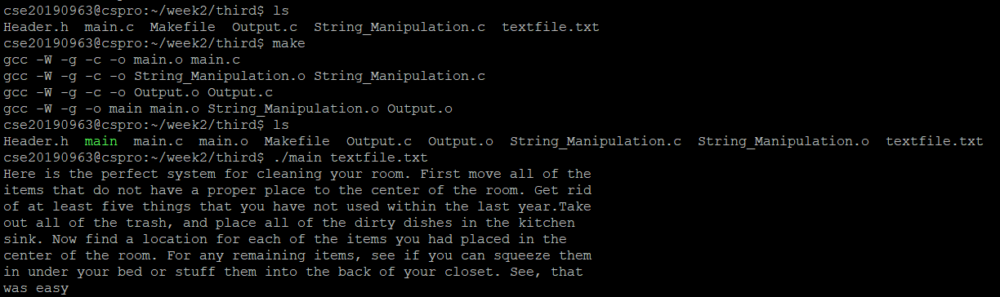 cse20190963@cspro:~/week2/third$ ls
Header.h  main.c  Makefile  Output.c  String_Manipulation.c  textfile.txt
cse20190963@cspro:~/week2/third$ make
gcc -W -g -c -o main.o main.c
gcc -W -g -c -o String_Manipulation.o String_Manipulation.c
gcc -W -g -c -o Output.o Output.c
gcc -W -g -o main main.o String_Manipulation.o Output.o
cse20190963@cspro:~/week2/third$ ls
Header.h  main  main.c  main.o  Makefile  Output.c  Output.o  String_Manipulation.c  String_Manipulation.o  textfile.txt
cse20190963@cspro:~/week2/third$ ./main textfile.txt
Here is the perfect system for cleaning your room. First move all of the
items that do not have a proper place to the center of the room. Get rid
of at least five things that you have not used within the last year.Take
out all of the trash, and place all of the dirty dishes in the kitchen
sink. Now find a location for each of the items you had placed in the
center of the room. For any remaining items, see if you can squeeze them
in under your bed or stuff them into the back of your closet. See, that
was easy